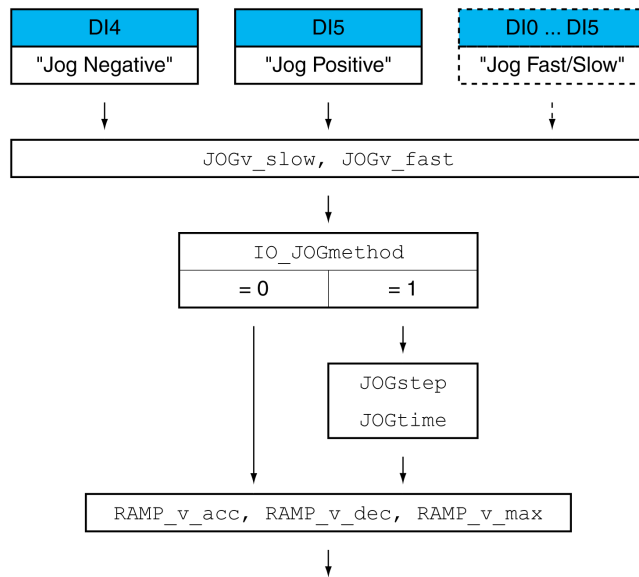 DI4
DI5
DI0 ... DI5
"Jog Negative"
"Jog Positive"
"Jog Fast/Slow"
JOGv_slow, JOGv_fast
IO_JOGmethod
= 0
= 1
JOGstep
JOGtime
RAMP_v_acc, RAMP_v_dec, RAMP_v_max